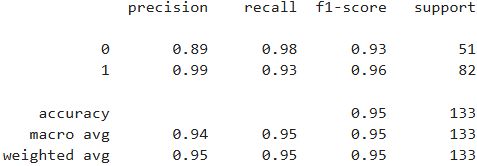 precision recall f1-score support
0 0.89 0.98 0.93 51
1 0.99 0.93 0.96 82
accuracy 0.95 133
macro avg 0.94 0.95 0.95 133
weighted avg 0.95 0.95 0.95 133